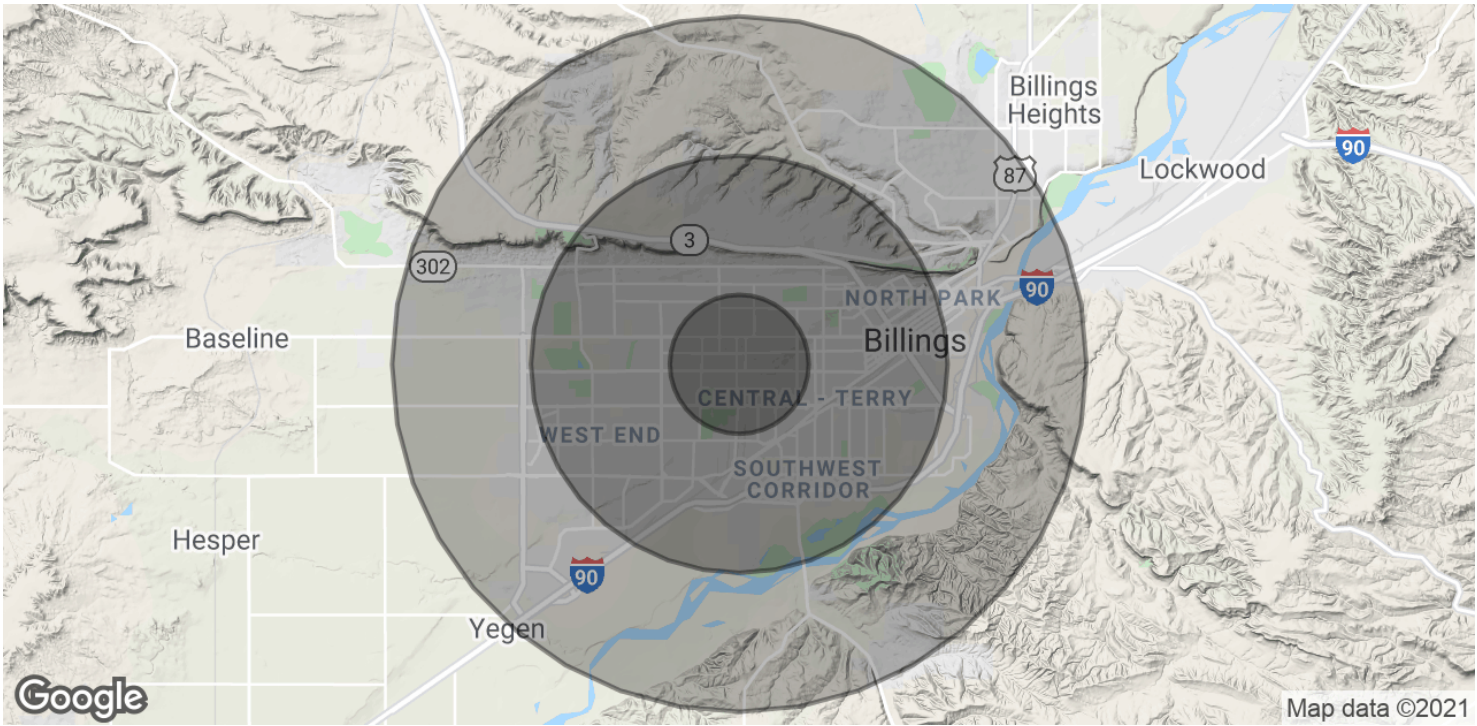 Billings
Heights
90
Lockwood
87
3
302
90
NORTH PARK
Baseline
Billings
CENTRAL - TERRY
WEST END
SOUTHWEST
CORRIDOR
Hesper
90
Yegen
Google
Map data ©2021